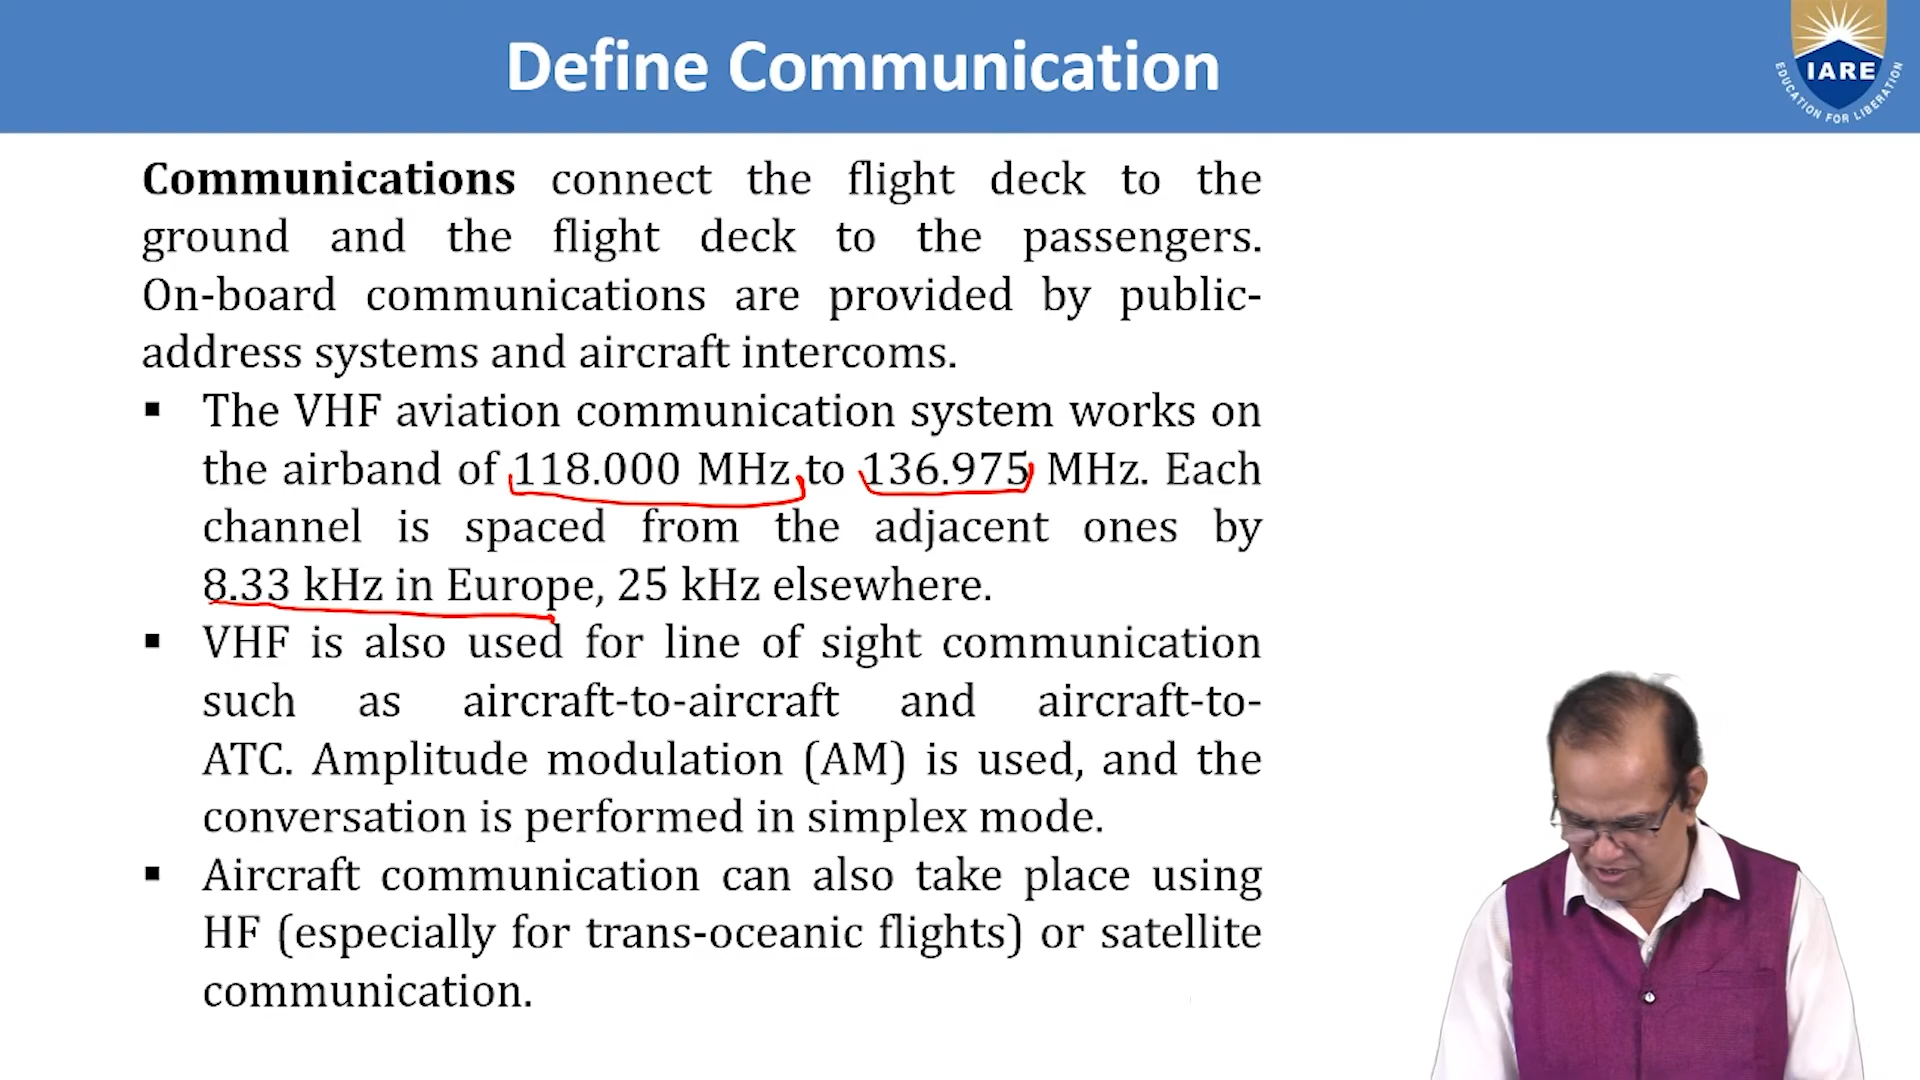 Define Communication
IARE
EDUCATION FOR LIBERATION
Communications connect the flight deck to the
ground and the flight deck to the passengers.
On-board communications are provided by public-
address systems and aircraft intercoms.
▪ The VHF aviation communication system works on
the airband of 118.000 MHz to 136.975 MHz. Each
channel is spaced from the adjacent ones by
8.33 kHz in Europe, 25 kHz elsewhere.
▪ VHF is also used for line of sight communication
such as aircraft-to-aircraft and aircraft-to-
ATC. Amplitude modulation (AM) is used, and the
conversation is performed in simplex mode.
▪ Aircraft communication can also take place using
HF (especially for trans-oceanic flights) or satellite
communication.